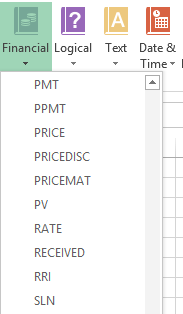 Financial Logical Text Date &
Time
PMT
PPMT
PRICE
PRICEDISC
PRICEMAT
PV
RATE
RECEIVED
RRI
SLN